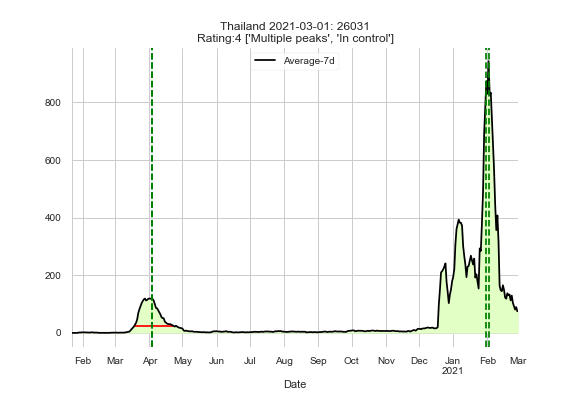 Thailand 2021-03-01: 26031
Rating:4 ['Multiple peaks', 'In control']
Average-7d
800
600
400
200
0
Feb Mar Apr May Jun Jul Aug Sep Oct Nov Dec Jan Feb Mar
2021
Date